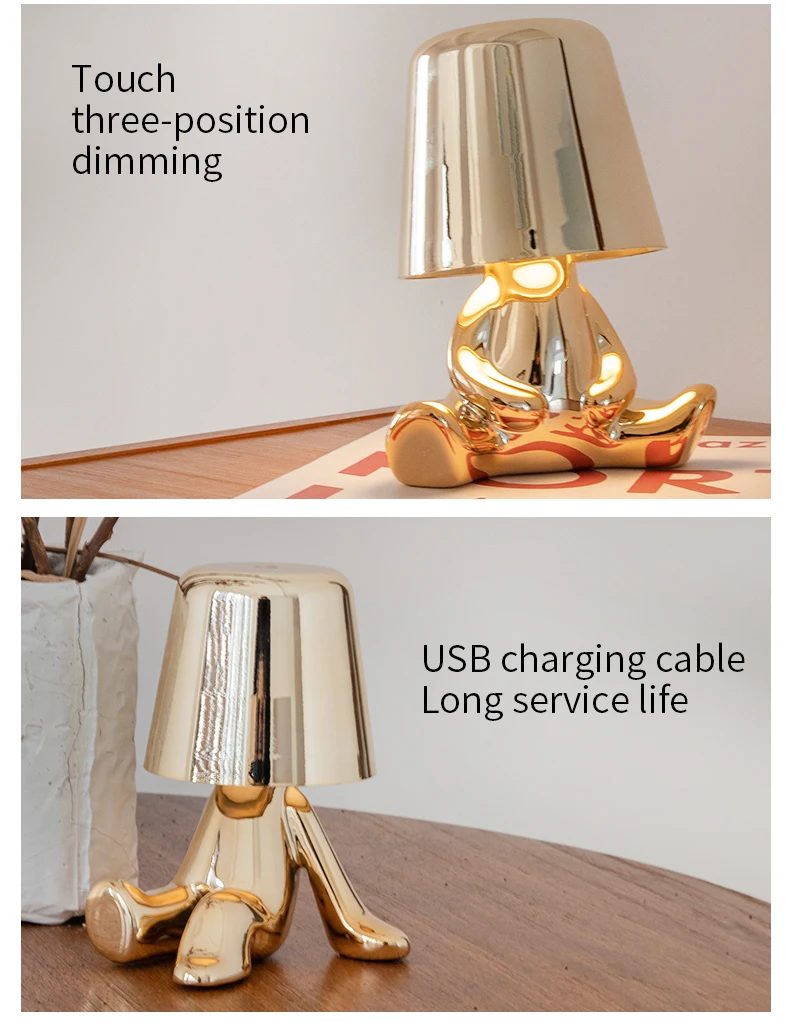 Touch
three-position
dimming
USB charging cable
Long service life